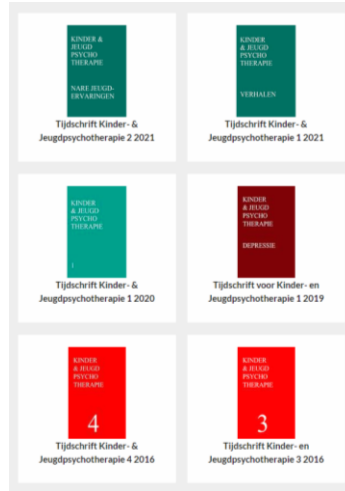 KINDER &
JEUGD
PSYCHO
THERAPIE
NARE JEUGD-
ERVARINGEN
Tijdschrift Kinder- &
Jeugdpsychotherapie 2 2021
KINDER &
JEUGD
PSYCHO
THERAPIE
VERHALEN
Tijdschrift Kinder- &
Jeugdpsychotherapie 1 2021
KINDER
& JEUGD
PSYCHO
THERAPIE
1
Tijdschrift Kinder- &
Jeugdpsychotherapie 1 2020
KINDER
& JEUGD
PSYCHO
THERAPIE
DEPRESSIE
Tijdschrift voor Kinder- en
Jeugdpsychotherapie 1 2019
KINDER
& JEUGD
PSYCHO
THERAPIE
4
Tijdschrift Kinder- &
Jeugdpsychotherapie 4 2016
KINDER
& JEUGD
PSYCHO
THERAPIE
3
Tijdschrift Kinder- en
Jeugdpsychotherapie 3 2016